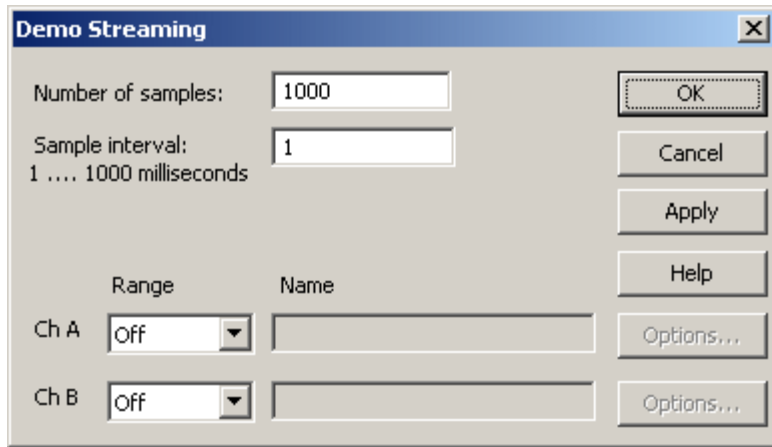 Demo Streaming
Number of samples: 1000 OK
Sample interval: 1 Cancel
1 .... 1000 milliseconds
Apply
Help
Range Name
Ch A Off Options...
Ch B Off Options...